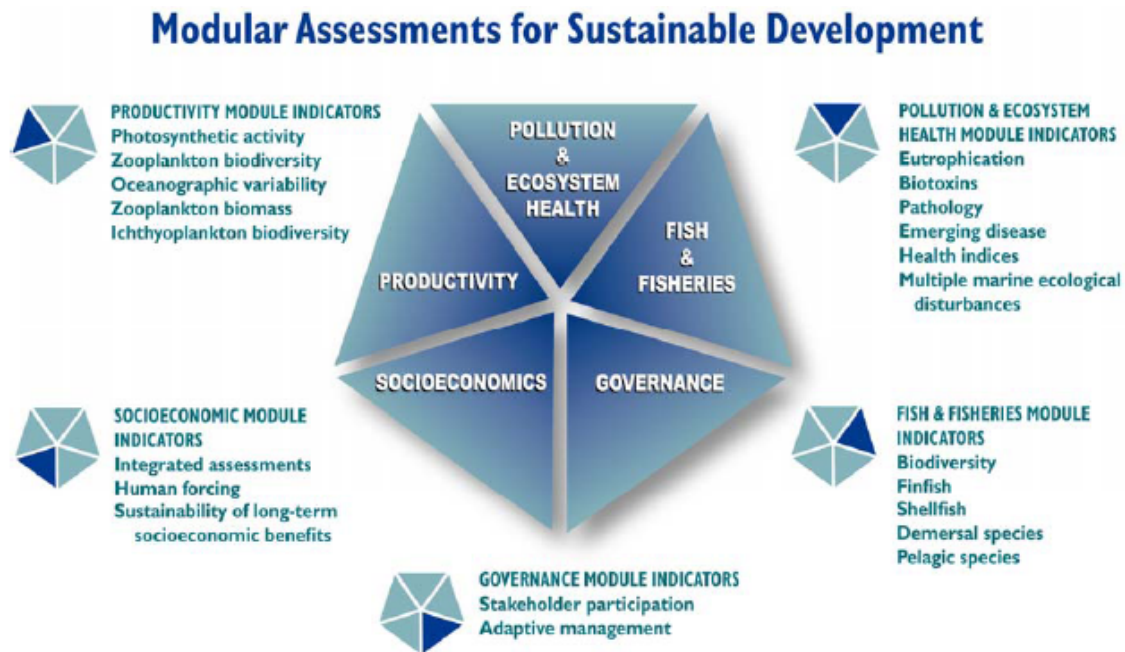 Modular Assessments for Sustainable Development
PRODUCTIVITY MODULE INDICATORS
Photosynthetic activity
Zooplankton biodiversity
Oceanographic variability
Zooplankton biomass
Ichthyoplankton biodiversity
POLLUTION
&
ECOSYSTEM
HEALTH
FISH
&
FISHERIES
PRODUCTIVITY
SOCIOECONOMICS
GOVERNANCE
POLLUTION & ECOSYSTEM
HEALTH MODULE INDICATORS
Eutrophication
Biotoxins
Pathology
Emerging disease
Health indices
Multiple marine ecological
disturbances
SOCIOECONOMIC MODULE
INDICATORS
Integrated assessments
Human forcing
Sustainability of long-term
socioeconomic benefits
FISH & FISHERIES MODULE
INDICATORS
Biodiversity
Finfish
Shellfish
Demersal species
Pelagic species
GOVERNANCE MODULE INDICATORS
Stakeholder participation
Adaptive management